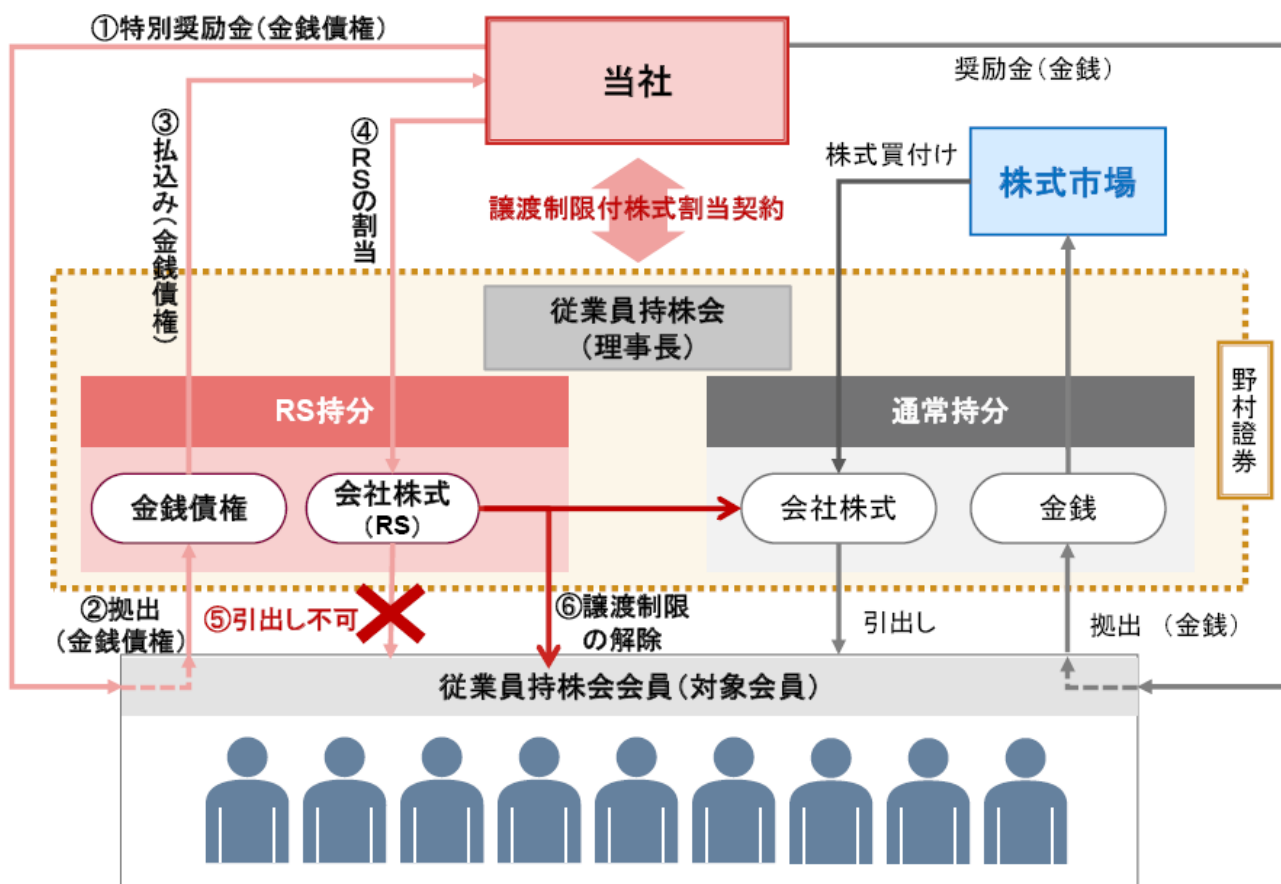 ①特別奨励金（金銭債権）
当社
奨励金（金銭）
③払込み（金銭債権）
④RSの割当
譲渡制限付株式割当契約
株式買付け
株式市場
従業員持株会
（理事長）
野村證券
RS持分
通常持分
金銭債権
会社株式
（RS）
会社株式
金銭
②拠出
（金銭債権）
⑤引出し不可
⑥譲渡制限
の解除
引出し
拠出 （金銭）
従業員持株会会員（対象会員）